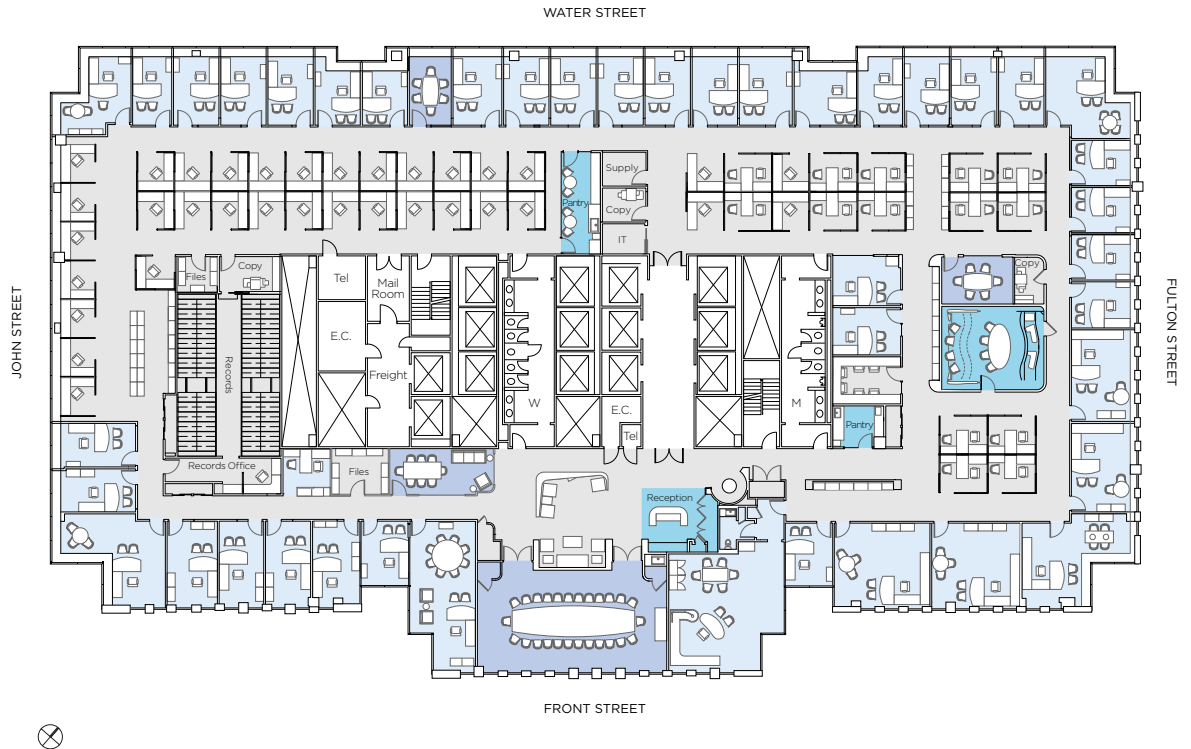 WATER STREET
Supply
Pantry
Copy
IT
Files
Copy
Tel
Mail
Room
Copy
JOHN STREET
FULTON STREET
E.C.
Records
Freight
W
E.C.
M
Tel
Pantry
Records Office
Files
Reception
FRONT STREET